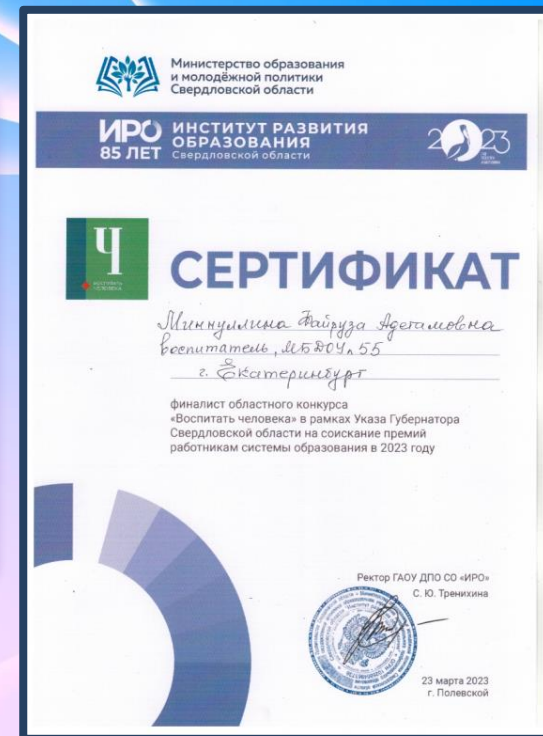 Министерство образования
и молодёжной политики
Свердловской области
ИРО
85 ЛЕТ
ИНСТИТУТ РАЗВИТИЯ
ОБРАЗОВАНИЯ
Свердловской области
2023
Ч
ВОСПИТАТЬ
ЧЕЛОВЕКА
СЕРТИФИКАТ
Миннуллина Файруза Адегамовна
воспитатель, МБДОУ 55
г. Екатеринбург
финалист областного конкурса
«Воспитать человека» в рамках Указа Губернатора
Свердловской области на соискание премий
работникам системы образования в 2023 году
Ректор ГАОУ ДПО СО «ИРО»
С. Ю. Тренихина
23 марта 2023
г. Полевской